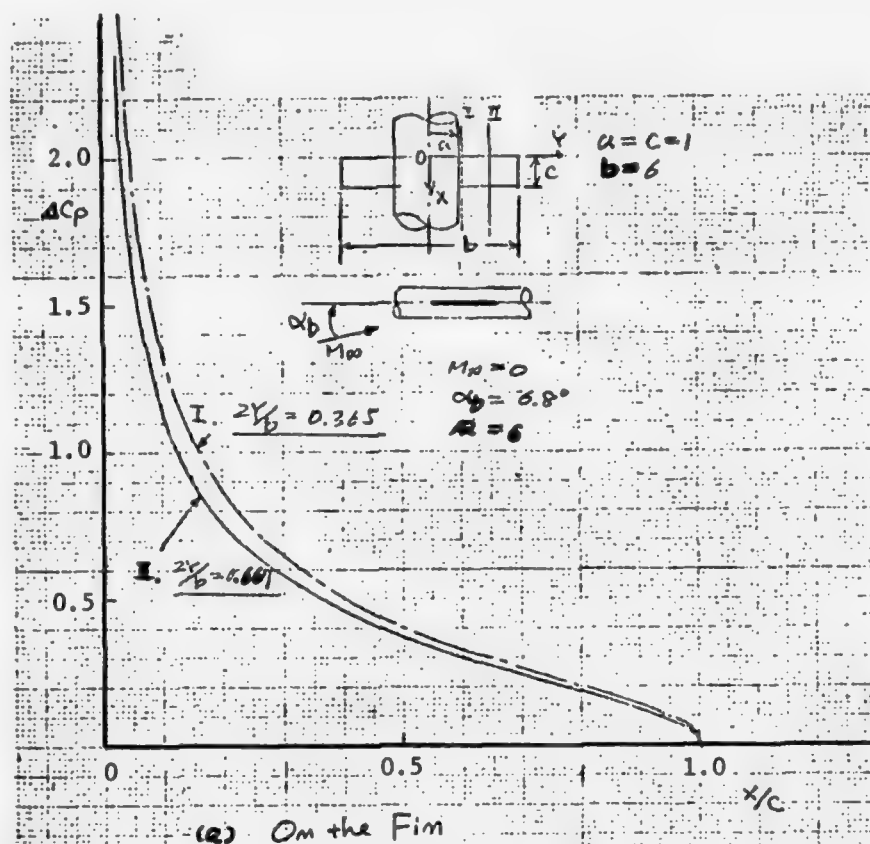 I
II
a
Y
a = c = 1
b = 6
2.0
O
C
X
ΔCp
b
1.5
αb
M∞
M∞ = 0
αb = 6.8°
I. 2Y/b = 0.365
1.0
= 6
II. 2Y/b = 0.667
0.5
0
0.5
1.0
X/C
(a) On the Fin